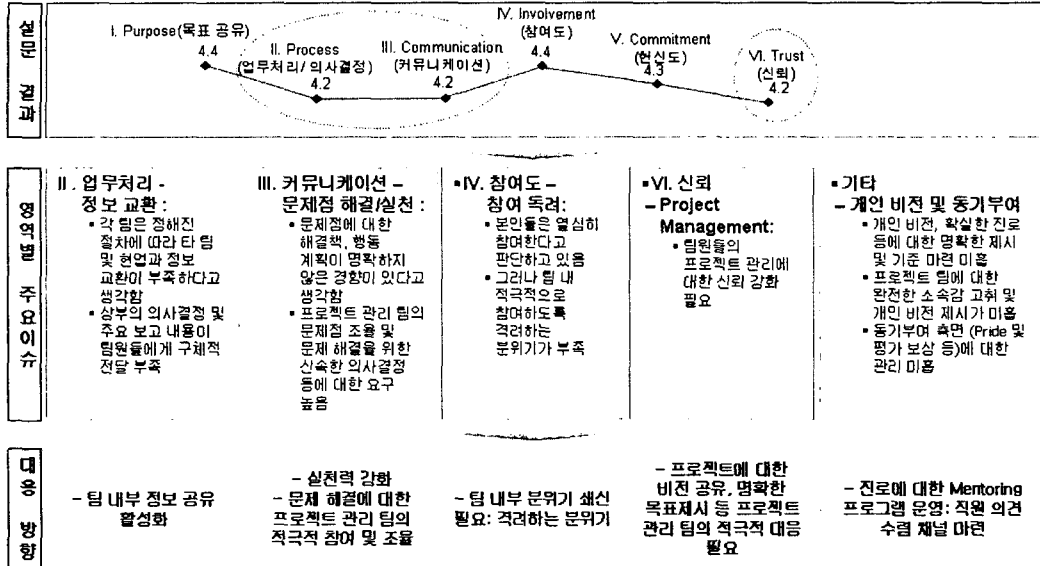 설문 결과
I. Purpose(목표 공유)
4.4
II. Process
(업무처리/의사결정)
4.2
III. Communication
(커뮤니케이션)
4.2
IV. Involvement
(참여도)
4.4
V. Commitment
(헌신도)
4.3
VI. Trust
(신뢰)
4.2
영역별 주요이슈
II. 업무처리 -
정보 교환 :
▪ 각 팀은 정해진
절차에 따라 타 팀
및 현업과 정보
교환이 부족하다고
생각함
▪ 상부의 의사결정 및
주요 보고 내용이
팀원들에게 구체적
전달 부족
III. 커뮤니케이션 –
문제점 해결/실천 :
▪ 문제점에 대한
해결책, 행동
계획이 명확하지
않은 경향이 있다고
생각함
▪ 프로젝트 관리 팀의
문제점 조율 및
문제 해결을 위한
신속한 의사결정
등에 대한 요구
높음
▪IV. 참여도 –
참여 독려:
▪ 본인들은 열심히
참여한다고
판단하고 있음
▪ 그러나 팀 내
적극적으로
참여하도록
격려하는
분위기가 부족
▪VI. 신뢰
– Project
Management:
▪ 팀원들의
프로젝트 관리에
대한 신뢰 강화
필요
▪기타
– 개인 비전 및 동기부여
▪ 개인 비전, 확실한 진로
등에 대한 명확한 제시
및 기준 마련 미흡
▪ 프로젝트 팀에 대한
완전한 소속감 고취 및
개인 비전 제시가 미흡
▪ 동기부여 측면 (Pride 및
평가 보상 등)에 대한
관리 미흡
대응 방향
– 팀 내부 정보 공유
활성화
– 실천력 강화
– 문제 해결에 대한
프로젝트 관리 팀의
적극적 참여 및 조율
– 팀 내부 분위기 쇄신
필요: 격려하는 분위기
– 프로젝트에 대한
비전 공유, 명확한
목표제시 등 프로젝트
관리 팀의 적극적 대응
필요
– 진로에 대한 Mentoring
프로그램 운영: 직원 의견
수렴 채널 마련